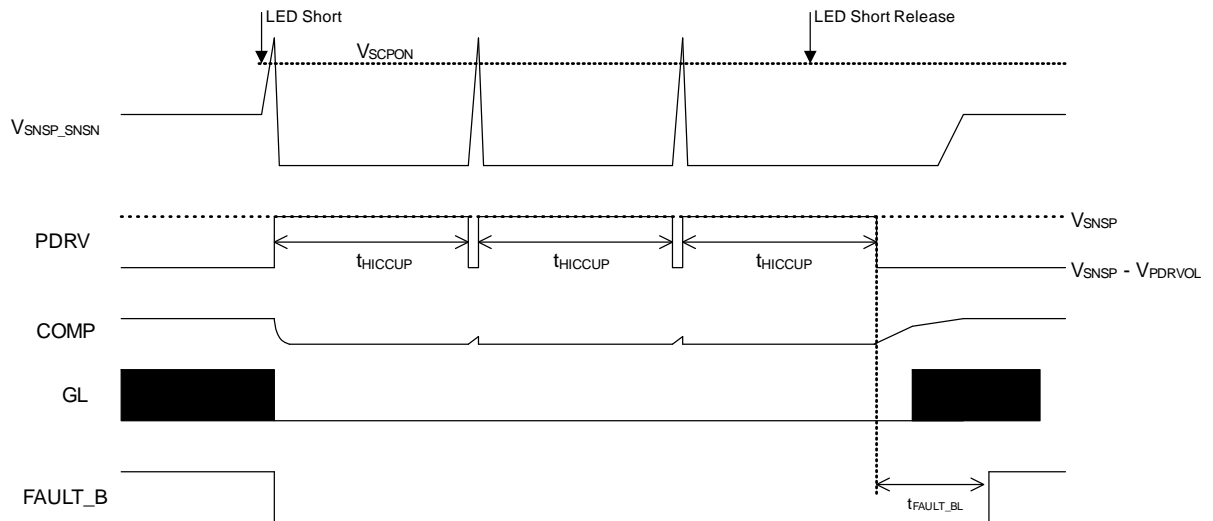 LED Short
LED Short Release
VSCPON
VSNSP_SNSN
VSNSP
PDRV
tHICCUP
tHICCUP
tHICCUP
VSNSP - VPDRVOL
COMP
GL
FAULT_B
tFAULT_BL